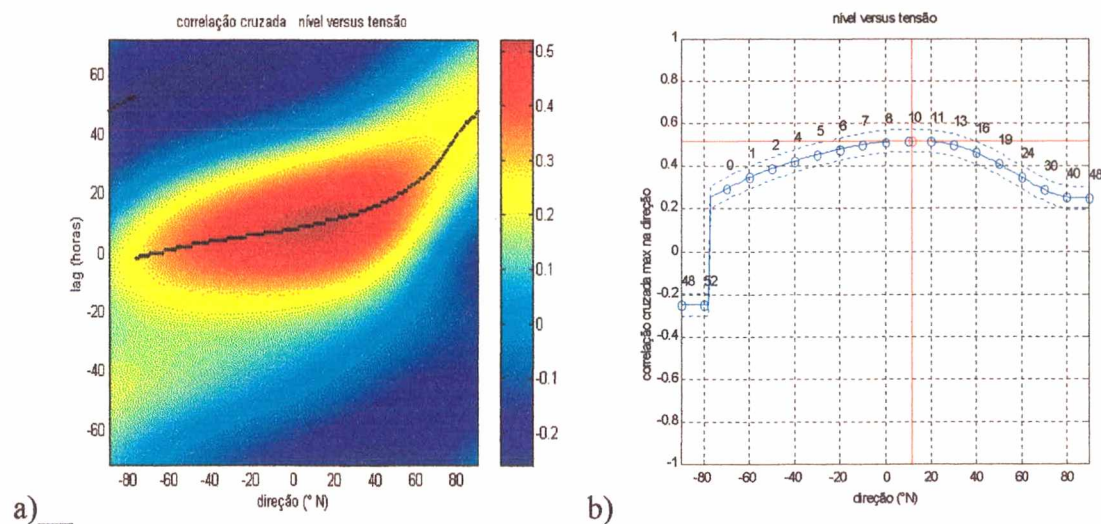 correlação cruzada nível versus tensão
60
40
20
0
-20
-40
-60
lag (horas)
-80 -60 -40 -20 0 20 40 60 80
direção (° N)
0.5
0.4
0.3
0.2
0.1
0
-0.1
-0.2
a)
nível versus tensão
1
0.8
0.6
0.4
0.2
0
-0.2
-0.4
-0.6
-0.8
-1
correlação cruzada max na direção
48 52 0 1 2 4 5 6 7 8 10 11 13 16 19 24 30 40 48
-80 -60 -40 -20 0 20 40 60 80
direção (°N)
b)